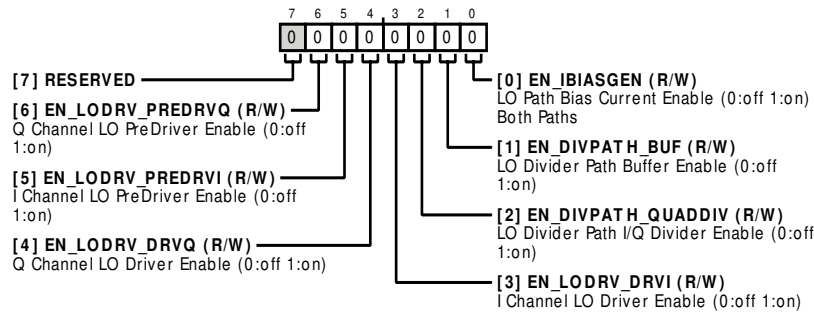 7 6 5 4 3 2 1 0
0 0 0 0 0 0 0 0
[7] RESERVED
[6] EN_LODRV_PREDRVQ (R/W)
Q Channel LO PreDriver Enable (0:off
1:on)
[5] EN_LODRV_PREDRVI (R/W)
I Channel LO PreDriver Enable (0:off
1:on)
[4] EN_LODRV_DRVQ (R/W)
Q Channel LO Driver Enable (0:off 1:on)
[0] EN_IBIASGEN (R/W)
LO Path Bias Current Enable (0:off 1:on)
Both Paths
[1] EN_DIVPATH_BUF (R/W)
LO Divider Path Buffer Enable (0:off
1:on)
[2] EN_DIVPATH_QUADDIV (R/W)
LO Divider Path I/Q Divider Enable (0:off
1:on)
[3] EN_LODRV_DRVI (R/W)
I Channel LO Driver Enable (0:off 1:on)